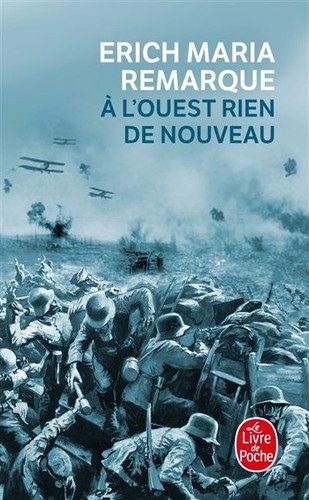 ERICH MARIA
REMARQUE
À L'OUEST RIEN
DE NOUVEAU
Le
Livre
de
Poche